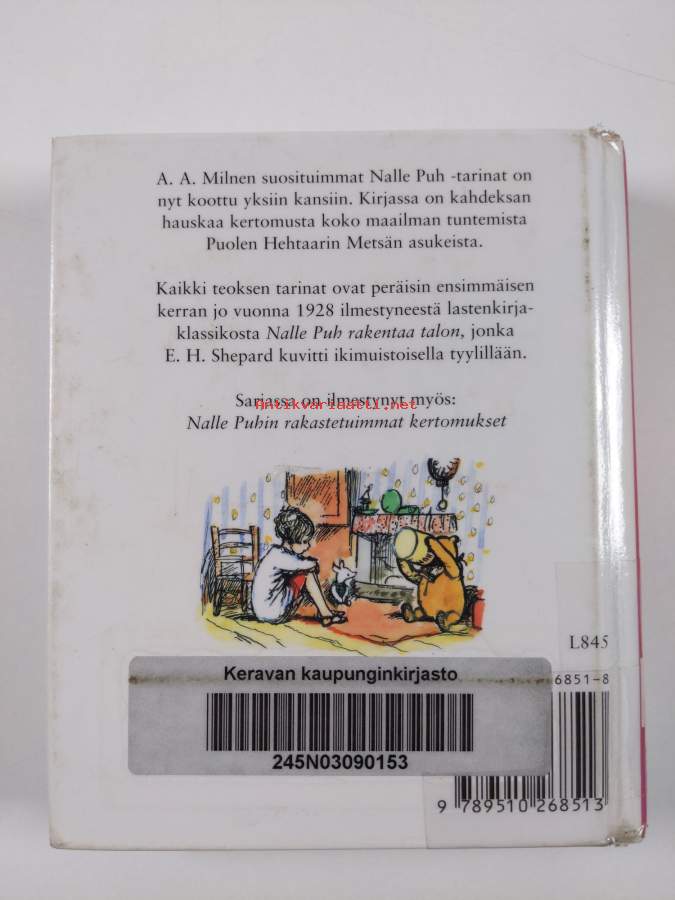 A. A. Milnen suosituimmat Nalle Puh -tarinat on
nyt koottu yksiin kansiin. Kirjassa on kahdeksan
hauskaa kertomusta koko maailman tuntemista
Puolen Hehtaarin Metsän asukeista.
Kaikki teoksen tarinat ovat peräisin ensimmäisen
kerran jo vuonna 1928 ilmestyneestä lastenkirja-
klassikosta Nalle Puh rakentaa talon, jonka
E. H. Shepard kuvitti ikimuistoisella tyylillään.
Sarjassa on ilmestynyt myös:
Antikvariaatti.net
Nalle Puhin rakastetuimmat kertomukset
L845
Keravan kaupunginkirjasto
6851-8
245N03090153
9 789510 268513